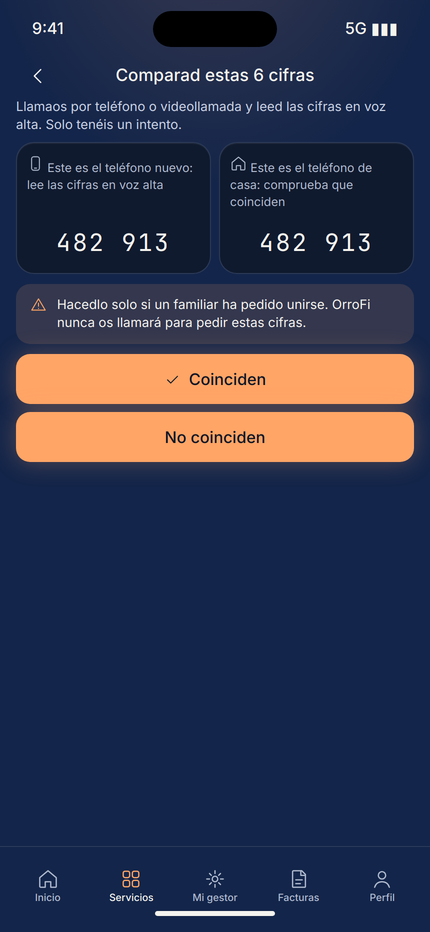 9:41
5G
Comparad estas 6 cifras
Llamaos por teléfono o videollamada y leed las cifras en voz
alta. Solo tenéis un intento.
Este es el teléfono nuevo:
lee las cifras en voz alta
482 913
Este es el teléfono de
casa: comprueba que
coinciden
482 913
Hacedlo solo si un familiar ha pedido unirse. OrroFi
nunca os llamará para pedir estas cifras.
Coinciden
No coinciden
Inicio
Servicios
Mi gestor
Facturas
Perfil